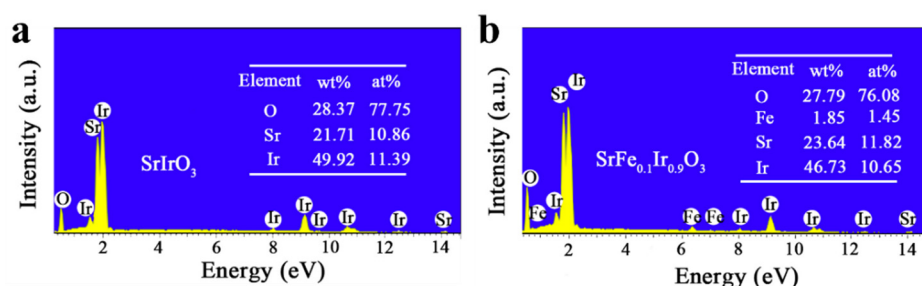 a
Intensity (a.u.)
Element wt% at%
O 28.37 77.75
Sr 21.71 10.86
Ir 49.92 11.39
SrIrO3
O Ir Sr Ir Ir Ir Ir Ir Ir Sr
2 4 6 8 10 12 14
Energy (eV)
b
Intensity (a.u.)
Element wt% at%
O 27.79 76.08
Fe 1.85 1.45
Sr 23.64 11.82
Ir 46.73 10.65
SrFe0.1Ir0.9O3
O Fe Ir Sr Ir Fe Fe Ir Ir Ir Ir Sr
2 4 6 8 10 12 14
Energy (eV)